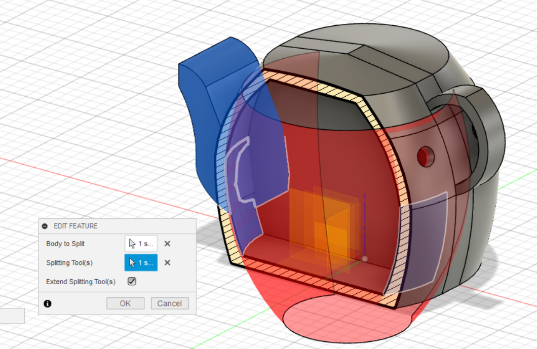 EDIT FEATURE
Body to Split 1 s...
Splitting Tool(s) 1 s...
Extend Splitting Tool(s)
OK Cancel